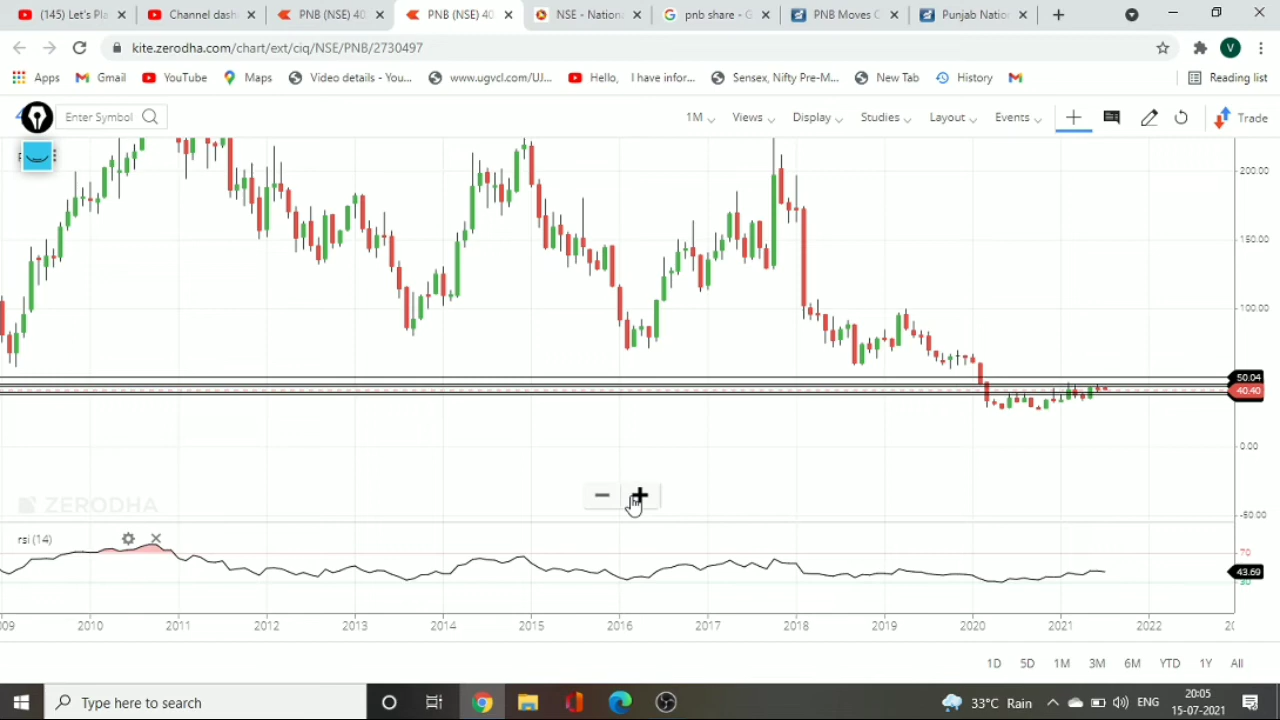 (145) Let's Pla
Channel dash
PNB (NSE) 40
PNB (NSE) 40
NSE - Nationa
pnb share - G
PNB Moves C
Punjab Natio
kite.zerodha.com/chart/ext/ciq/NSE/PNB/2730497
V
Apps
Gmail
YouTube
Maps
Video details - You...
www.ugvcl.com/UJ...
Hello, I have infor...
Sensex, Nifty Pre-M...
New Tab
History
Reading list
Enter Symbol
1M
Views
Display
Studies
Layout
Events
Trade
200.00
150.00
100.00
50.04
40.40
0.00
-50.00
ZERODHA
rsi (14)
70
43.69
30
09 2010 2011 2012 2013 2014 2015 2016 2017 2018 2019 2020 2021 2022
1D 5D 1M 3M 6M YTD 1Y All
Type here to search
33°C Rain
ENG
20:05
15-07-2021